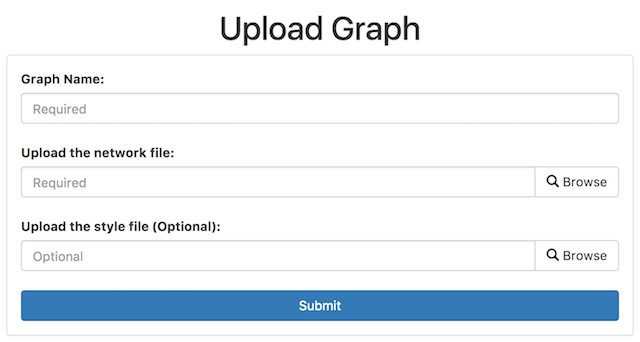 Upload Graph
Graph Name:
Required
Upload the network file:
Required Browse
Upload the style file (Optional):
Optional Browse
Submit